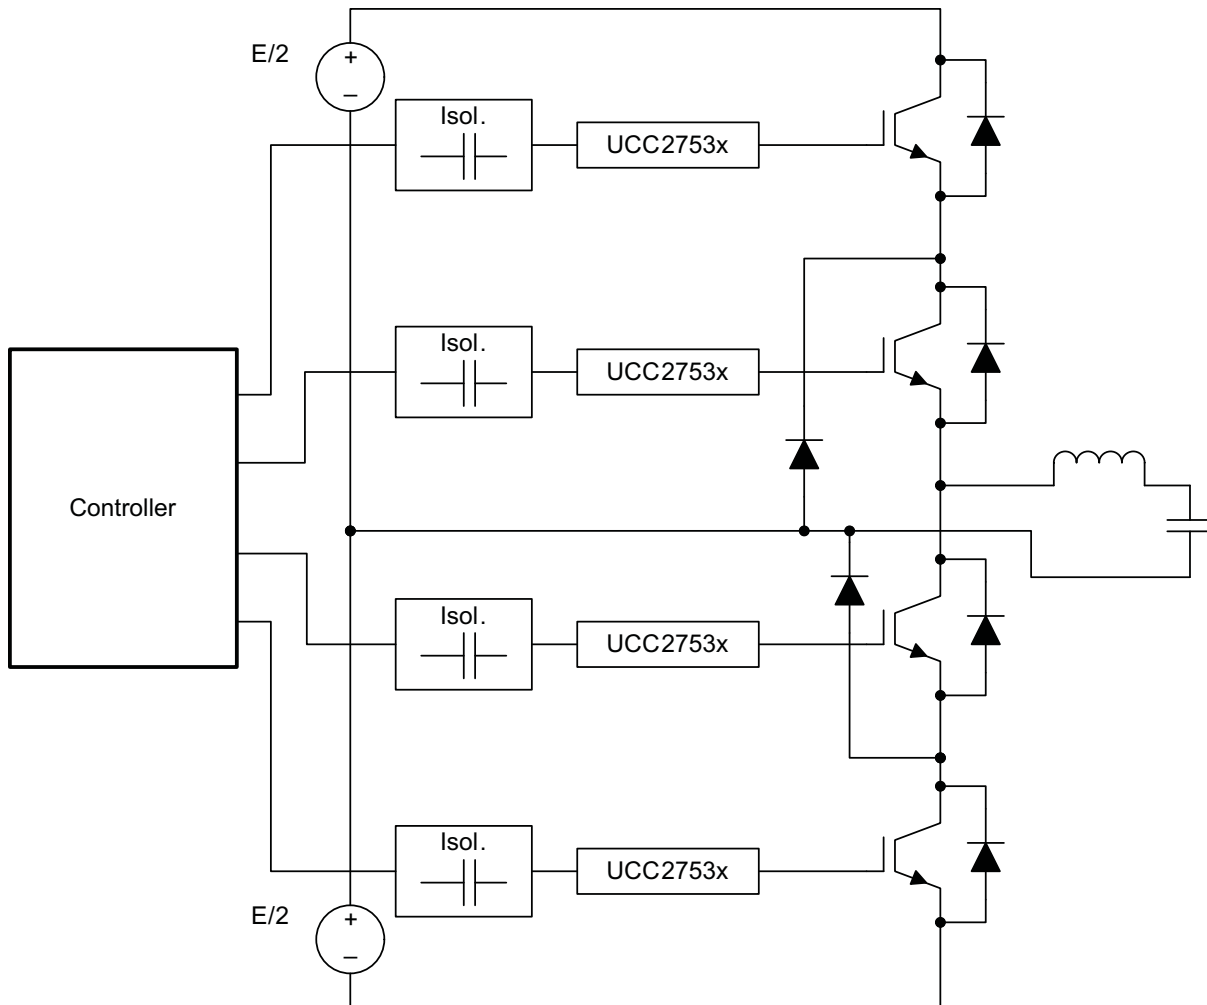 E/2
+
–
Isol.
UCC2753x
Isol.
UCC2753x
Controller
Isol.
UCC2753x
Isol.
UCC2753x
E/2
+
–